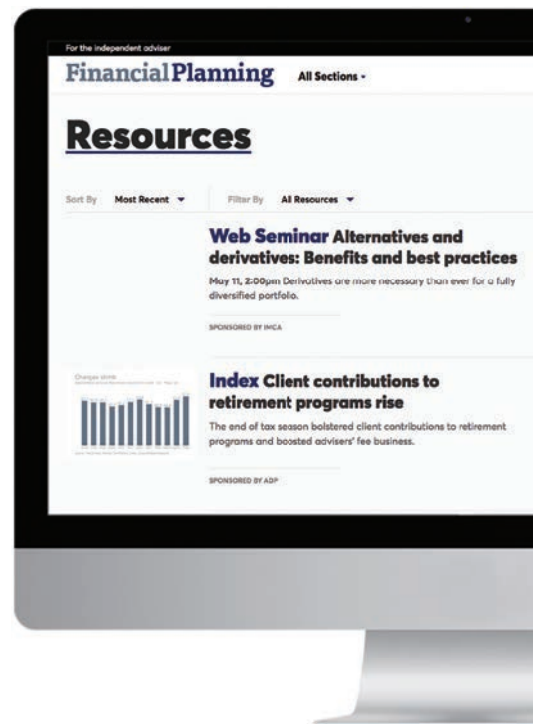 For the independent adviser
FinancialPlanning
All Sections
Resources
Sort By Most Recent
Filter By All Resources
Web Seminar Alternatives and
derivatives: Benefits and best practices
May 11, 2:00pm Derivatives are more necessary than ever for a fully
diversified portfolio.
SPONSORED BY IMCA
Index Client contributions to
retirement programs rise
The end of tax season bolstered client contributions to retirement
programs and boosted advisers' fee business.
SPONSORED BY ADP